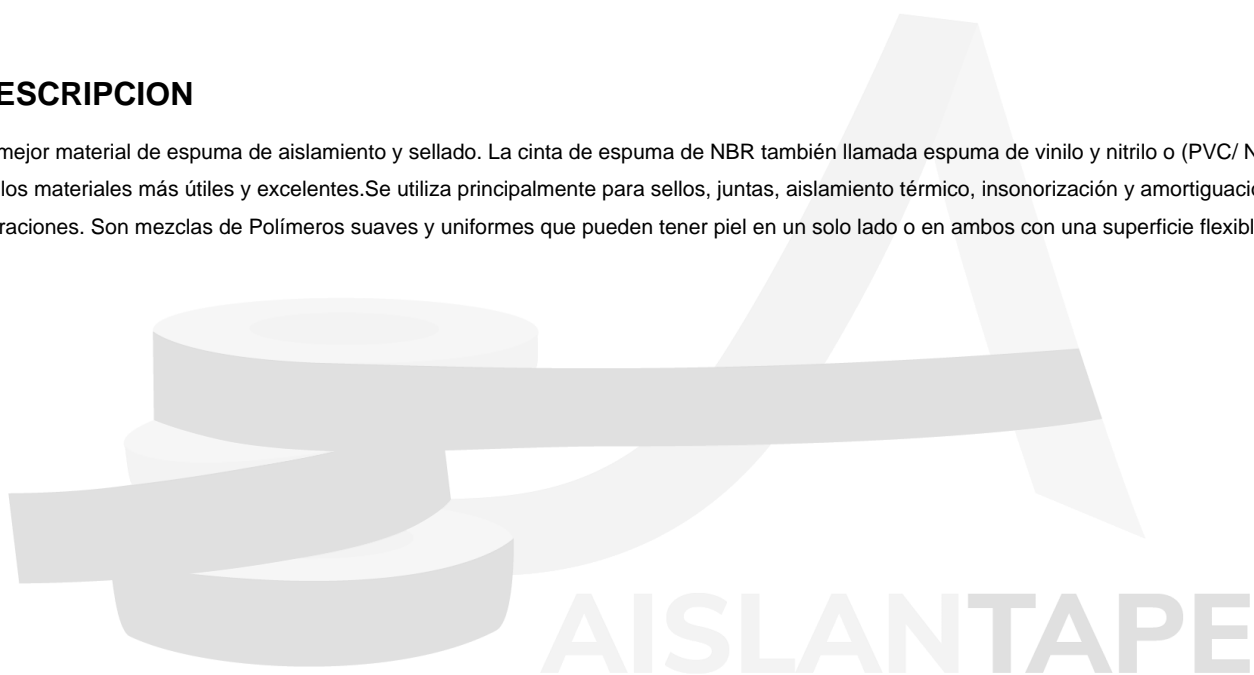 ESCRIPCION
mejor material de espuma de aislamiento y sellado. La cinta de espuma de NBR también llamada espuma de vinilo y nitrilo o (PVC/ N
los materiales más útiles y excelentes.Se utiliza principalmente para sellos, juntas, aislamiento térmico, insonorización y amortiguació
raciones. Son mezclas de Polímeros suaves y uniformes que pueden tener piel en un solo lado o en ambos con una superficie flexibl
AISLANTAPE